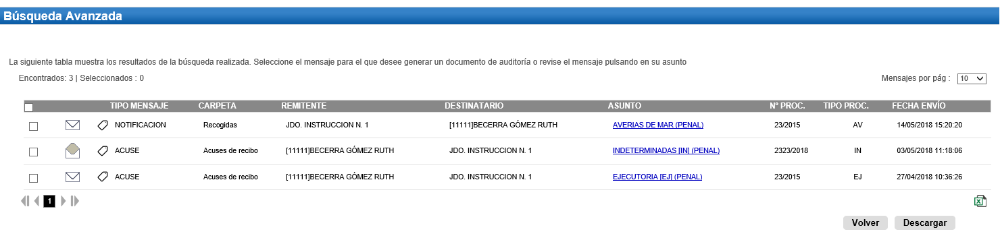 Búsqueda Avanzada
La siguiente tabla muestra los resultados de la búsqueda realizada. Seleccione el mensaje para el que desee generar un documento de auditoría o revise el mensaje pulsando en su asunto
Encontrados: 3 | Seleccionados : 0 Mensajes por pág : 10
TIPO MENSAJE CARPETA REMITENTE DESTINATARIO ASUNTO Nº PROC. TIPO PROC. FECHA ENVÍO
NOTIFICACION Recogidas JDO. INSTRUCCION N. 1 [11111]BECERRA GÓMEZ RUTH AVERIAS DE MAR (PENAL) 23/2015 AV 14/05/2018 15:20:20
ACUSE Acuses de recibo [11111]BECERRA GÓMEZ RUTH JDO. INSTRUCCION N. 1 INDETERMINADAS [IN] (PENAL) 2323/2018 IN 03/05/2018 11:18:06
ACUSE Acuses de recibo [11111]BECERRA GÓMEZ RUTH JDO. INSTRUCCION N. 1 EJECUTORIA [EJ] (PENAL) 23/2015 EJ 27/04/2018 10:36:26
1
Volver Descargar